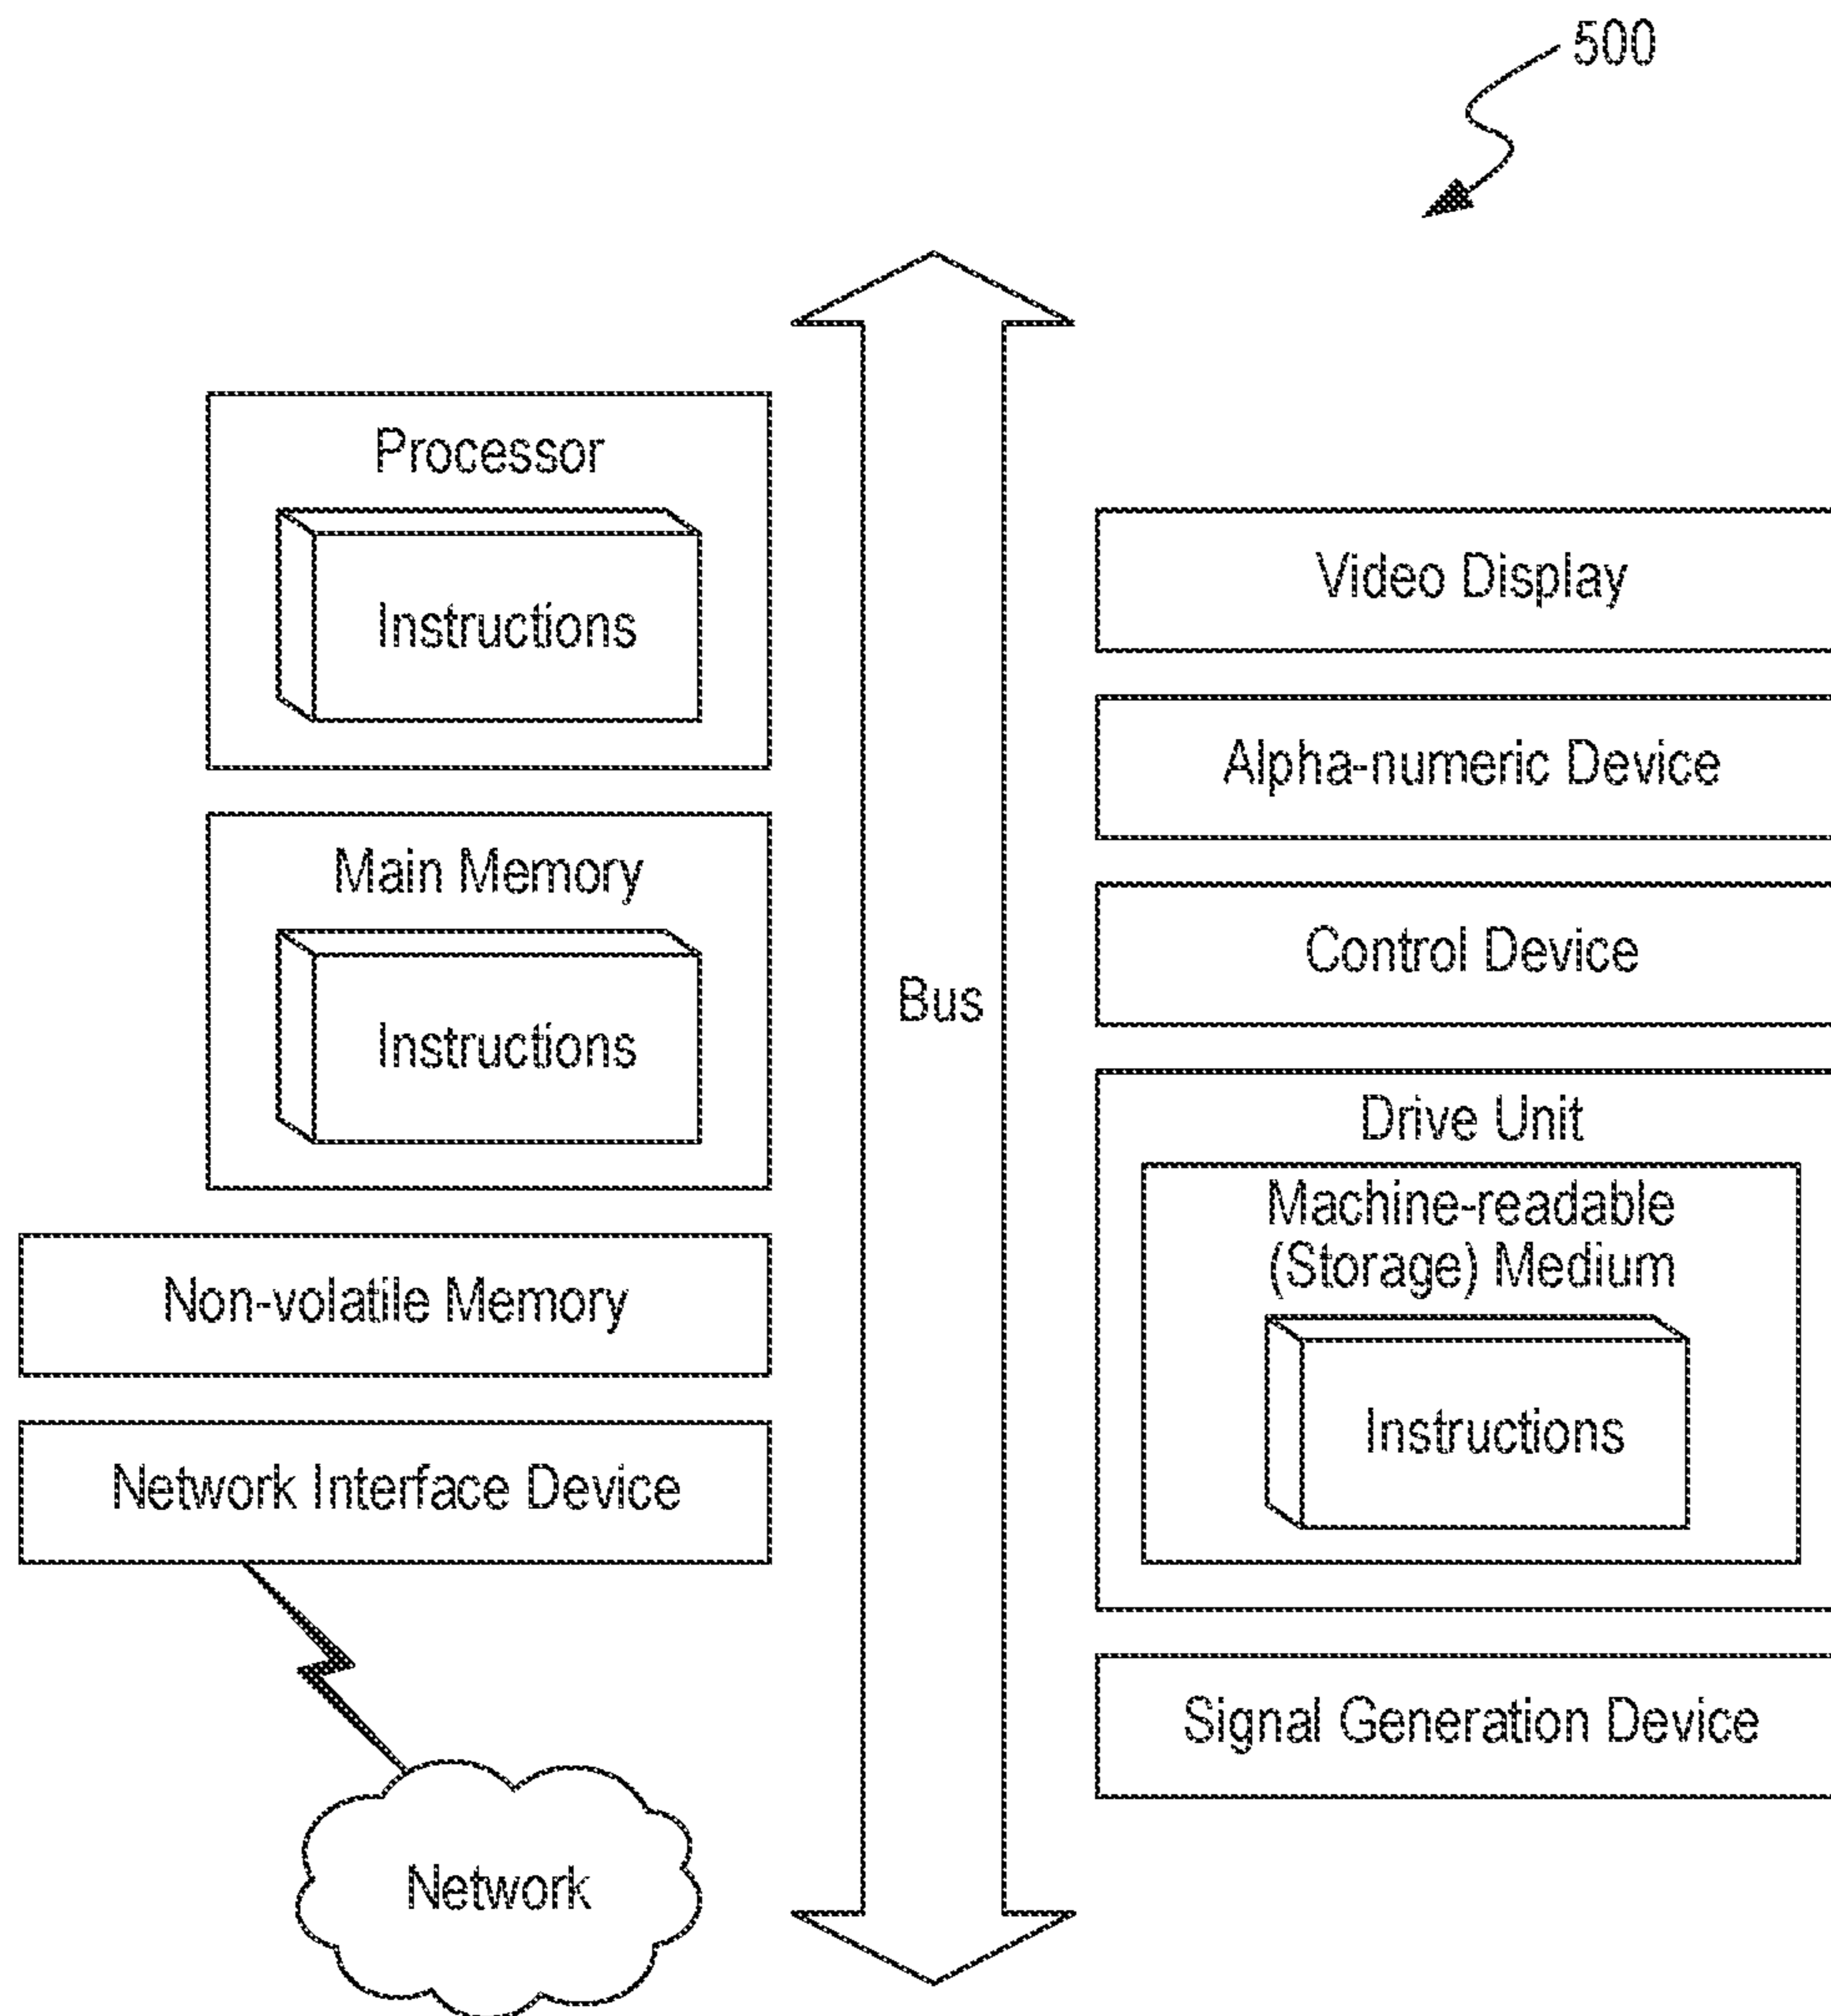 500
Processor
Instructions
Main Memory
Instructions
Non-volatile Memory
Network Interface Device
Network
Bus
Video Display
Alpha-numeric Device
Control Device
Drive Unit
Machine-readable
(Storage) Medium
Instructions
Signal Generation Device